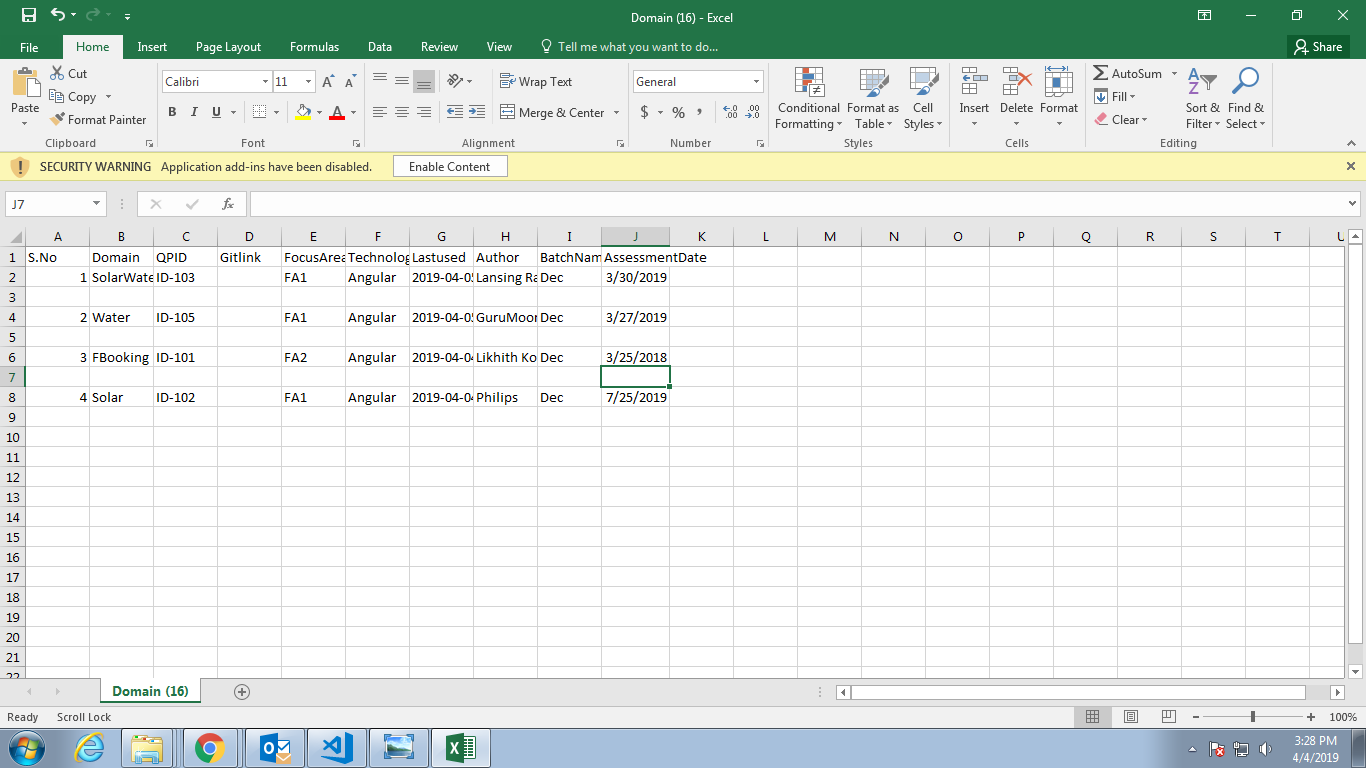 Domain (16) - Excel
File Home Insert Page Layout Formulas Data Review View Tell me what you want to do... Share
Paste Cut Copy Format Painter
Calibri 11
B I U A
Wrap Text
Merge & Center
General
$ % ,
Conditional Formatting Format as Table Cell Styles
Insert Delete Format
AutoSum Fill Clear
Sort & Filter Find & Select
Clipboard Font Alignment Number Styles Cells Editing
SECURITY WARNING Application add-ins have been disabled. Enable Content
J7 fx
A B C D E F G H I J K L M N O P Q R S T U
1 S.No Domain QPID Gitlink FocusArea Technolog Lastused Author BatchNam AssessmentDate
2 1 SolarWate ID-103 FA1 Angular 2019-04-05 Lansing Ra Dec 3/30/2019
3
4 2 Water ID-105 FA1 Angular 2019-04-05 GuruMoor Dec 3/27/2019
5
6 3 FBooking ID-101 FA2 Angular 2019-04-04 Likhith Ko Dec 3/25/2018
7
8 4 Solar ID-102 FA1 Angular 2019-04-04 Philips Dec 7/25/2019
9
10
11
12
13
14
15
16
17
18
19
20
21
22
Domain (16)
Ready Scroll Lock 100%
3:28 PM
4/4/2019